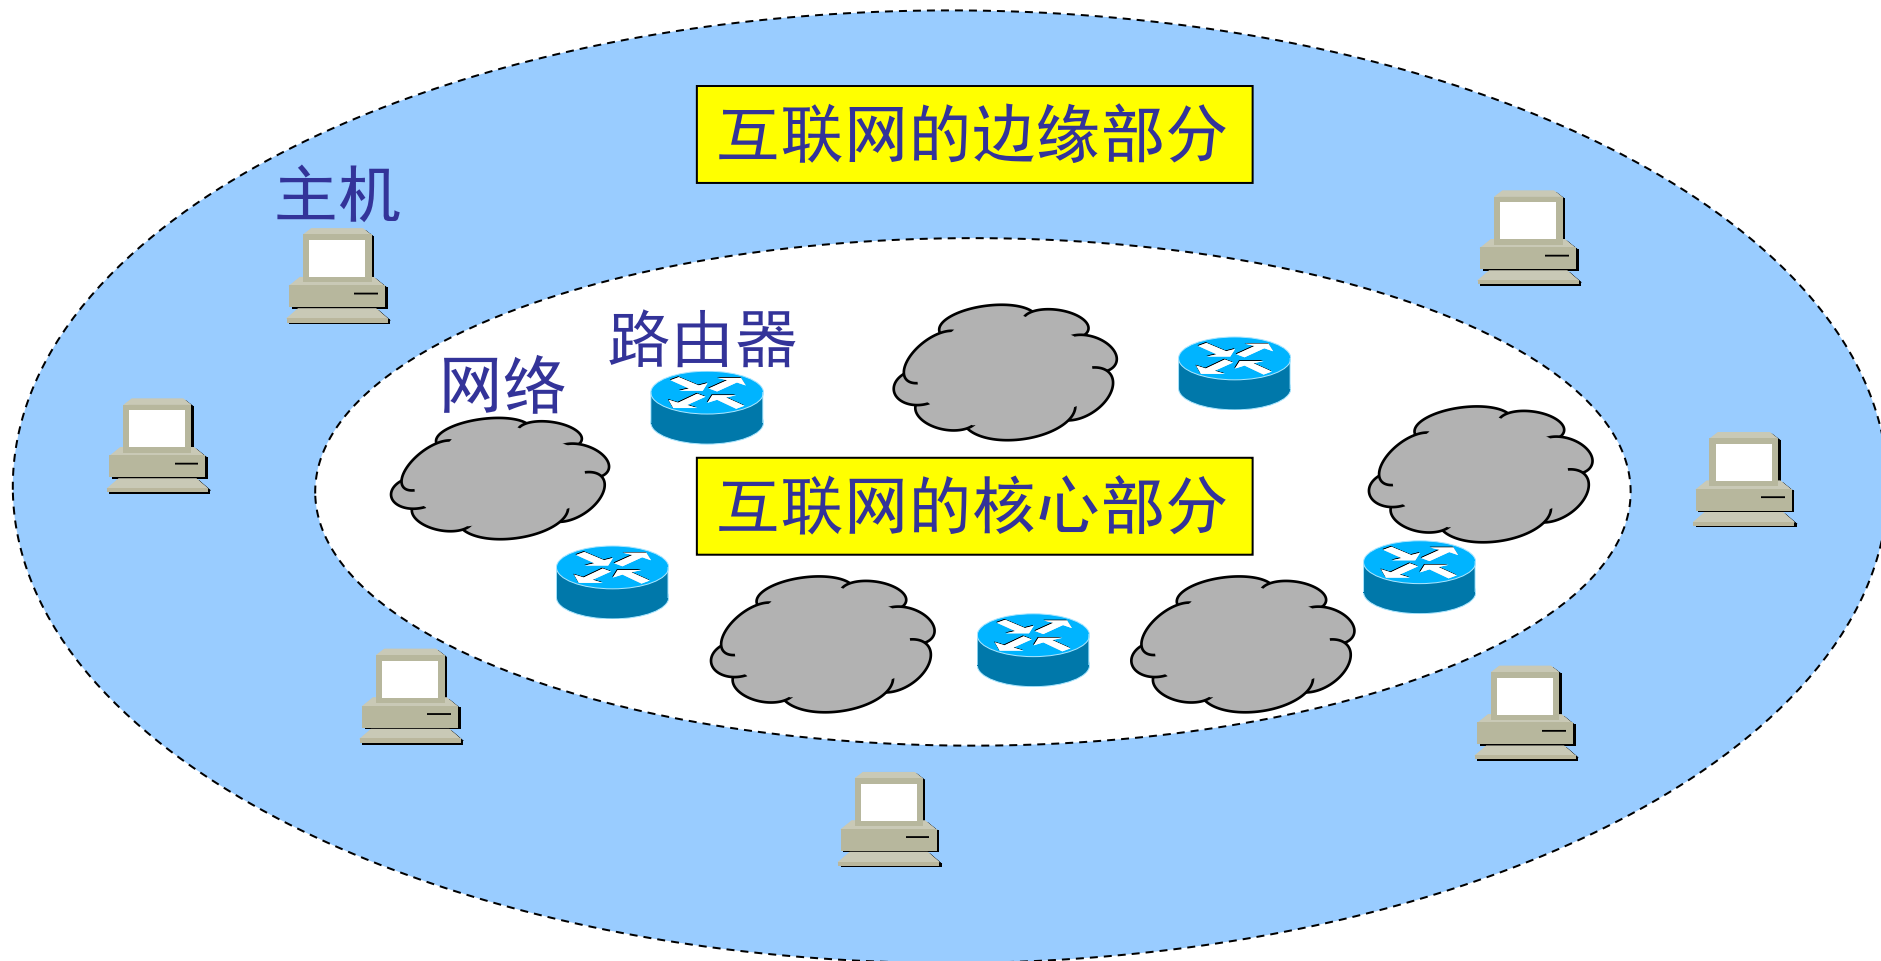 互联网的边缘部分
主机
路由器
网络
互联网的核心部分